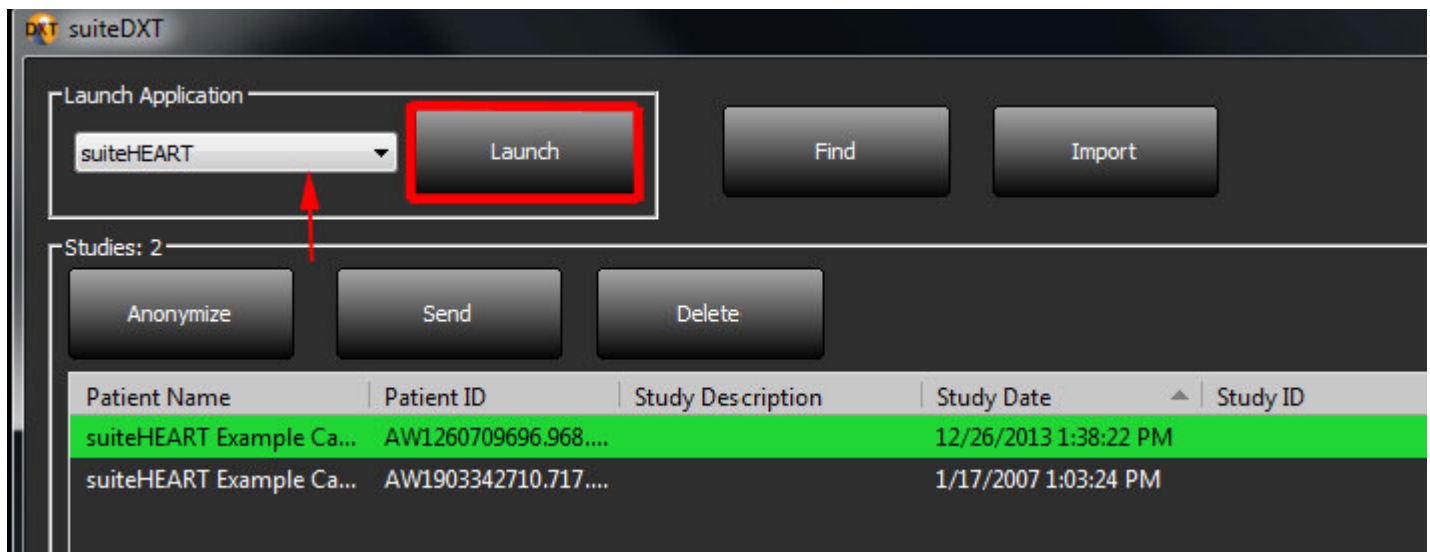 DXT suiteDXT
Launch Application
suiteHEART Launch Find Import
Studies: 2
Anonymize Send Delete
Patient Name Patient ID Study Description Study Date Study ID
suiteHEART Example Ca... AW1260709696.968.... 12/26/2013 1:38:22 PM
suiteHEART Example Ca... AW1903342710.717.... 1/17/2007 1:03:24 PM